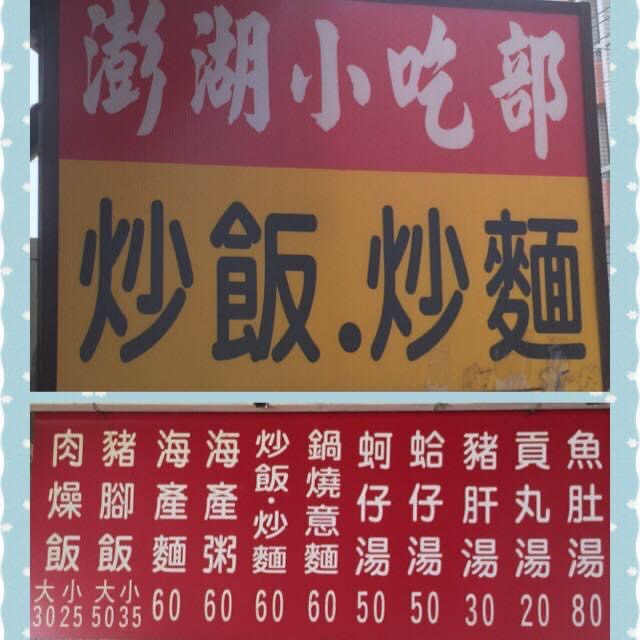 澎湖小吃部
炒飯.炒麵
肉燥飯 大30 小25
豬腳飯 大50 小35
海產麵 60
海產粥 60
炒飯·炒麵 60
鍋燒意麵 60
蚵仔湯 50
蛤仔湯 50
豬肝湯 30
貢丸湯 20
魚肚湯 80